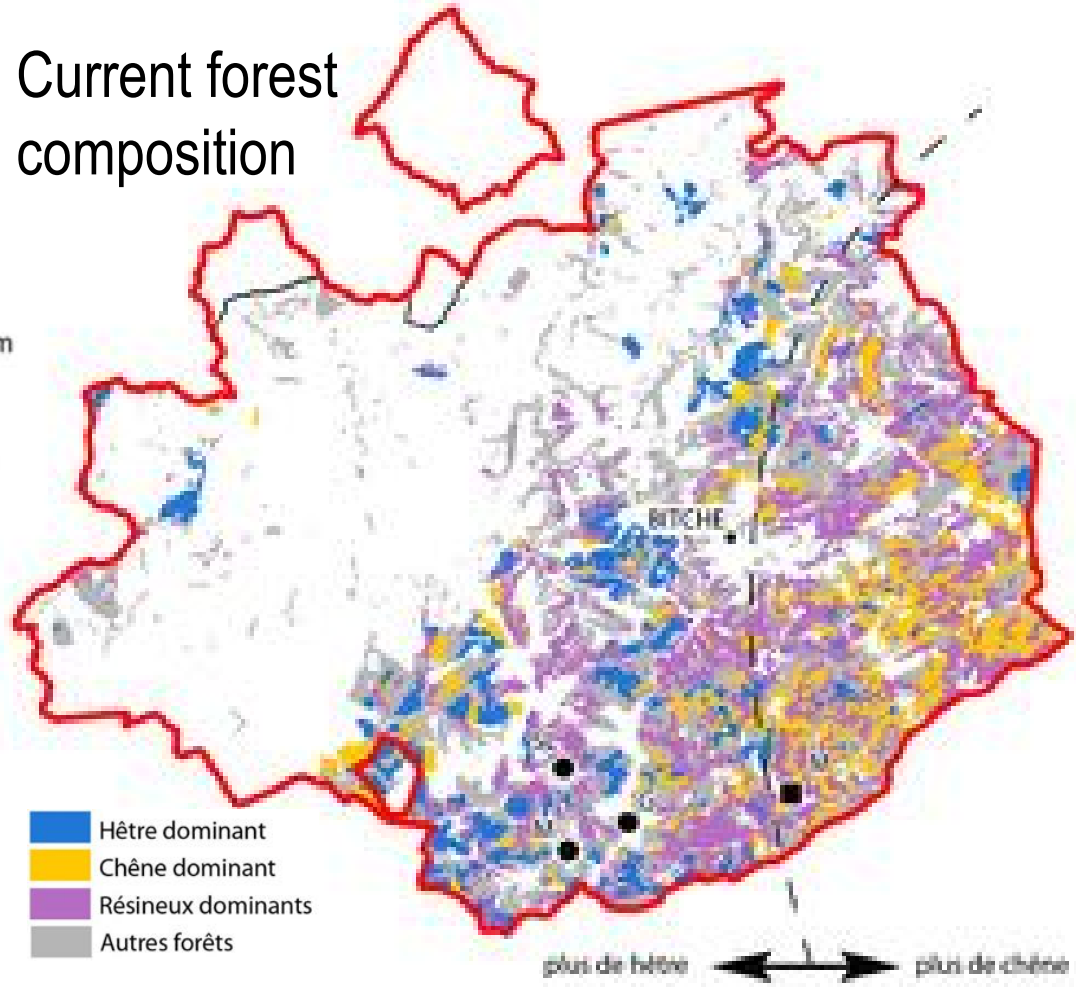 Current forest
composition
m
BITCHE
M
M
Hêtre dominant
Chêne dominant
Résineux dominants
Autres forêts
plus de hêtre
plus de chêne